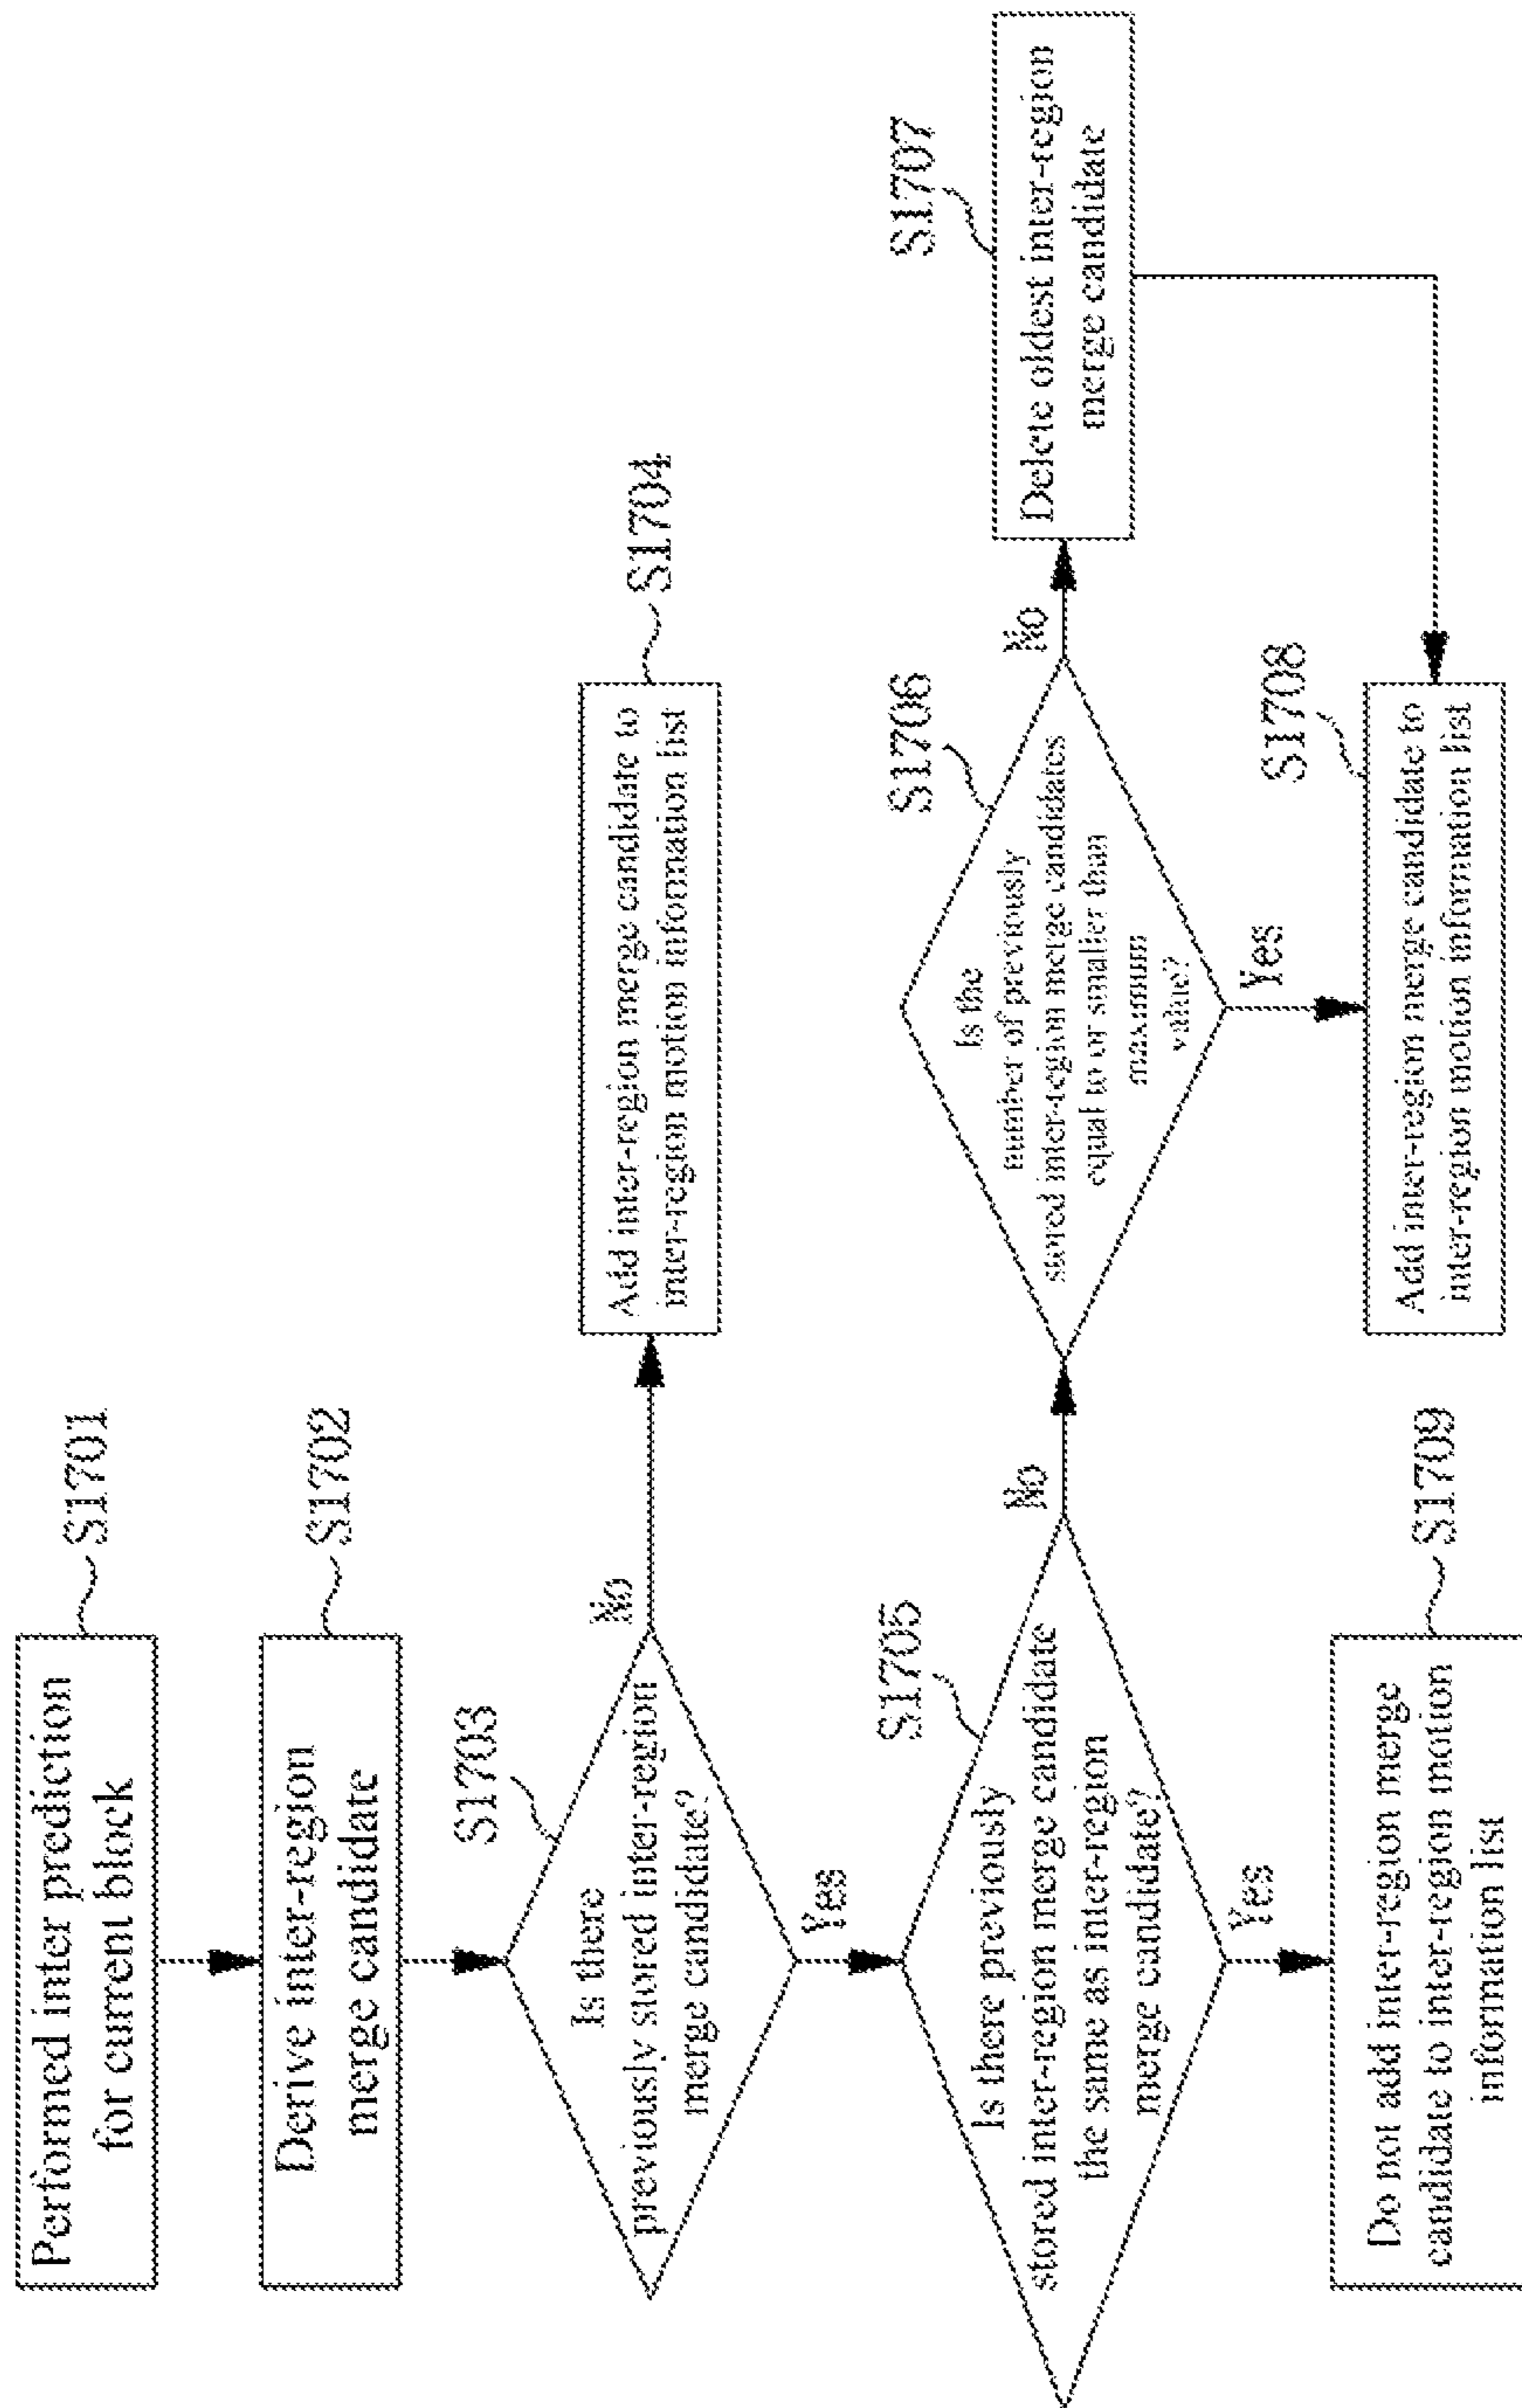 Performed inter prediction
for current block
S1701
Derive inter-region
merge candidate
S1702
S1703
Is there
previously stored inter-region
merge candidate?
No
Add inter-region merge candidate to
inter-region motion information list
S1704
Yes
S1705
Is there previously
stored inter-region merge candidate
the same as inter-region
merge candidate?
No
S1706
Is the
number of previously
stored inter-region merge candidates
equal to or smaller than
maximum
value?
No
S1707
Delete oldest inter-region
merge candidate
Yes
Yes
S1708
Add inter-region merge candidate to
inter-region motion information list
Do not add inter-region merge
candidate to inter-region motion
information list
S1709